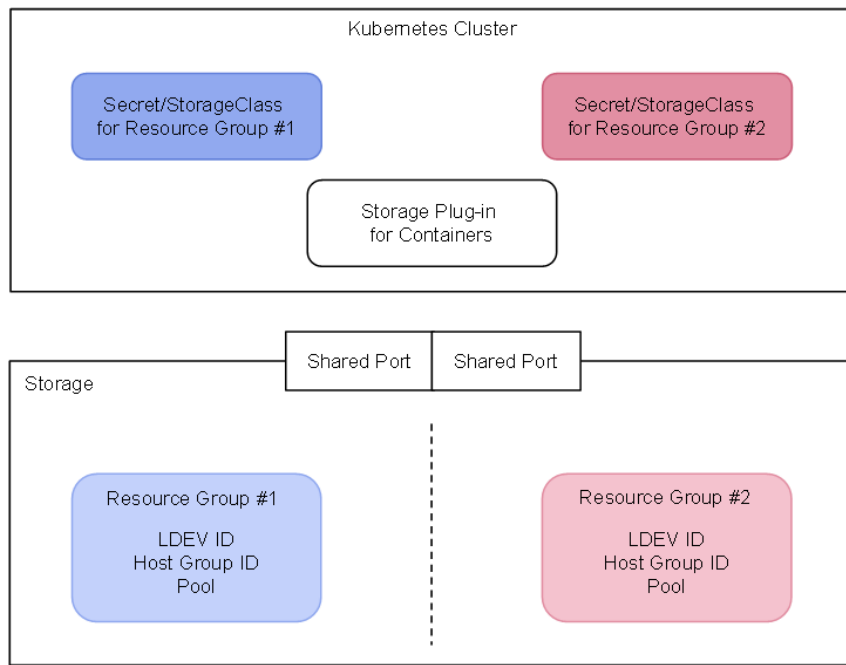 Kubernetes Cluster
Secret/StorageClass
for Resource Group #1
Secret/StorageClass
for Resource Group #2
Storage Plug-in
for Containers
Shared Port
Shared Port
Storage
Resource Group #1
LDEV ID
Host Group ID
Pool
Resource Group #2
LDEV ID
Host Group ID
Pool